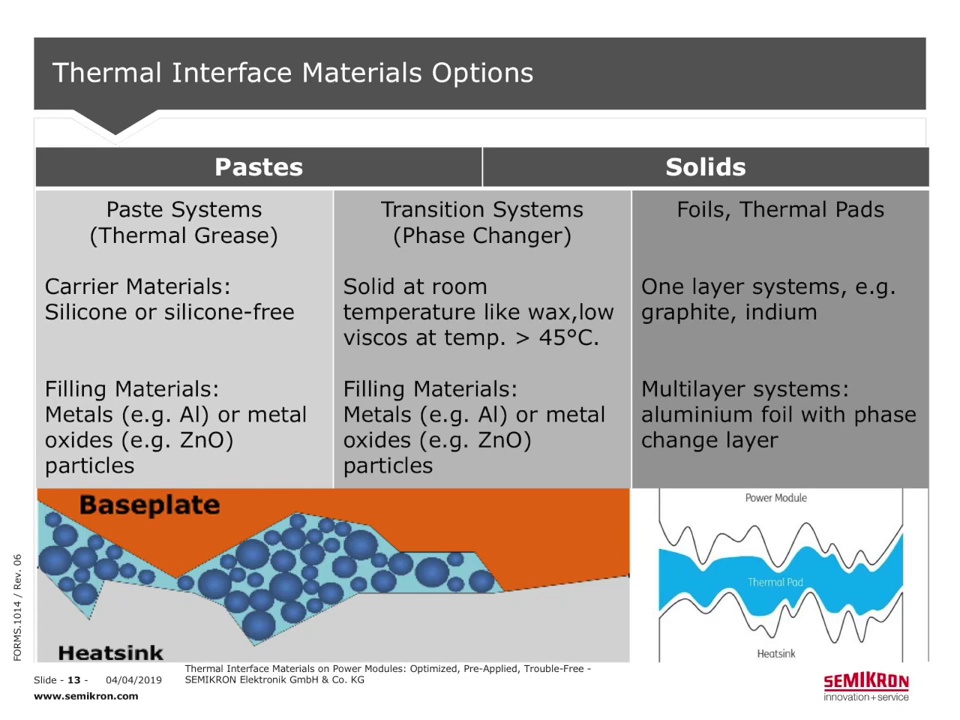 Thermal Interface Materials Options
Pastes
Solids
Paste Systems
(Thermal Grease)
Carrier Materials:
Silicone or silicone-free
Filling Materials:
Metals (e.g. Al) or metal
oxides (e.g. ZnO)
particles
Transition Systems
(Phase Changer)
Solid at room
temperature like wax,low
viscos at temp. > 45°C.
Filling Materials:
Metals (e.g. Al) or metal
oxides (e.g. ZnO)
particles
Foils, Thermal Pads
One layer systems, e.g.
graphite, indium
Multilayer systems:
aluminium foil with phase
change layer
Baseplate
Heatsink
Power Module
Thermal Pad
Heatsink
FORMS.1014 / Rev. 06
Slide - 13 - 04/04/2019
Thermal Interface Materials on Power Modules: Optimized, Pre-Applied, Trouble-Free -
SEMIKRON Elektronik GmbH & Co. KG
www.semikron.com
SEMIKRON
innovation+service